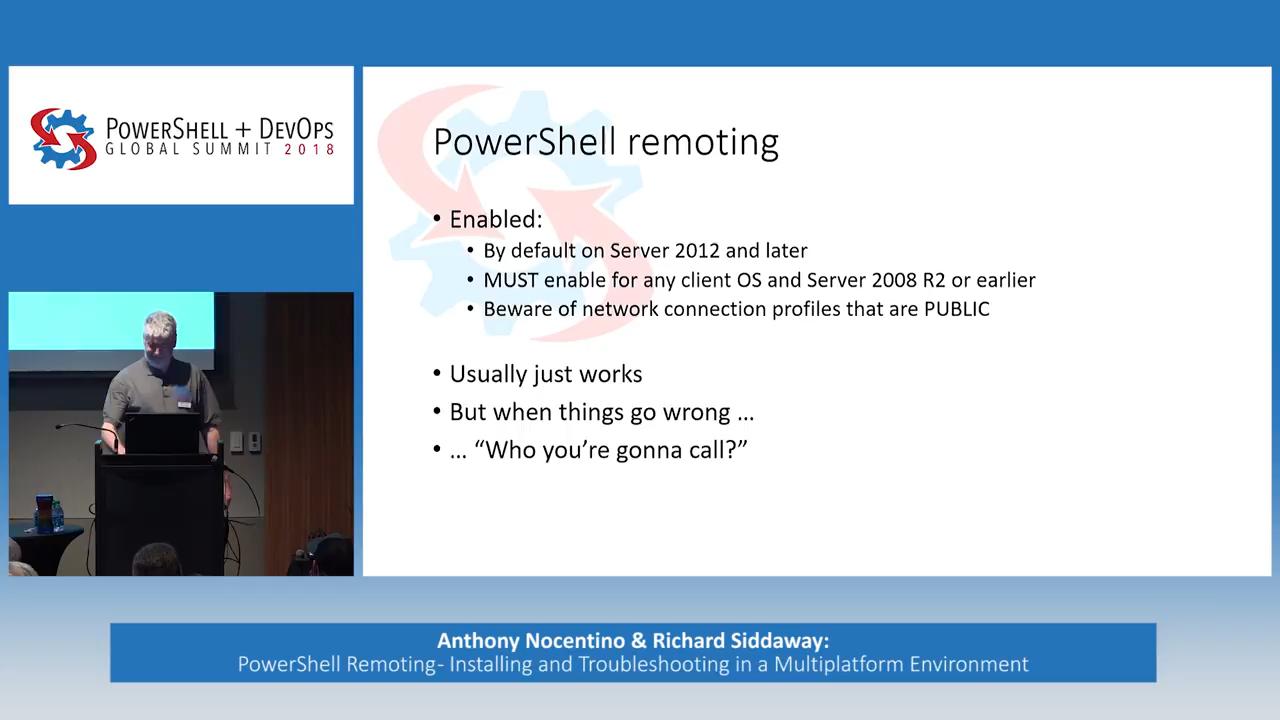 POWERSHELL + DEVOPS
GLOBAL SUMMIT 2018
PowerShell remoting
• Enabled:
• By default on Server 2012 and later
• MUST enable for any client OS and Server 2008 R2 or earlier
• Beware of network connection profiles that are PUBLIC
• Usually just works
• But when things go wrong …
• … “Who you’re gonna call?”
Anthony Nocentino & Richard Siddaway:
PowerShell Remoting- Installing and Troubleshooting in a Multiplatform Environment